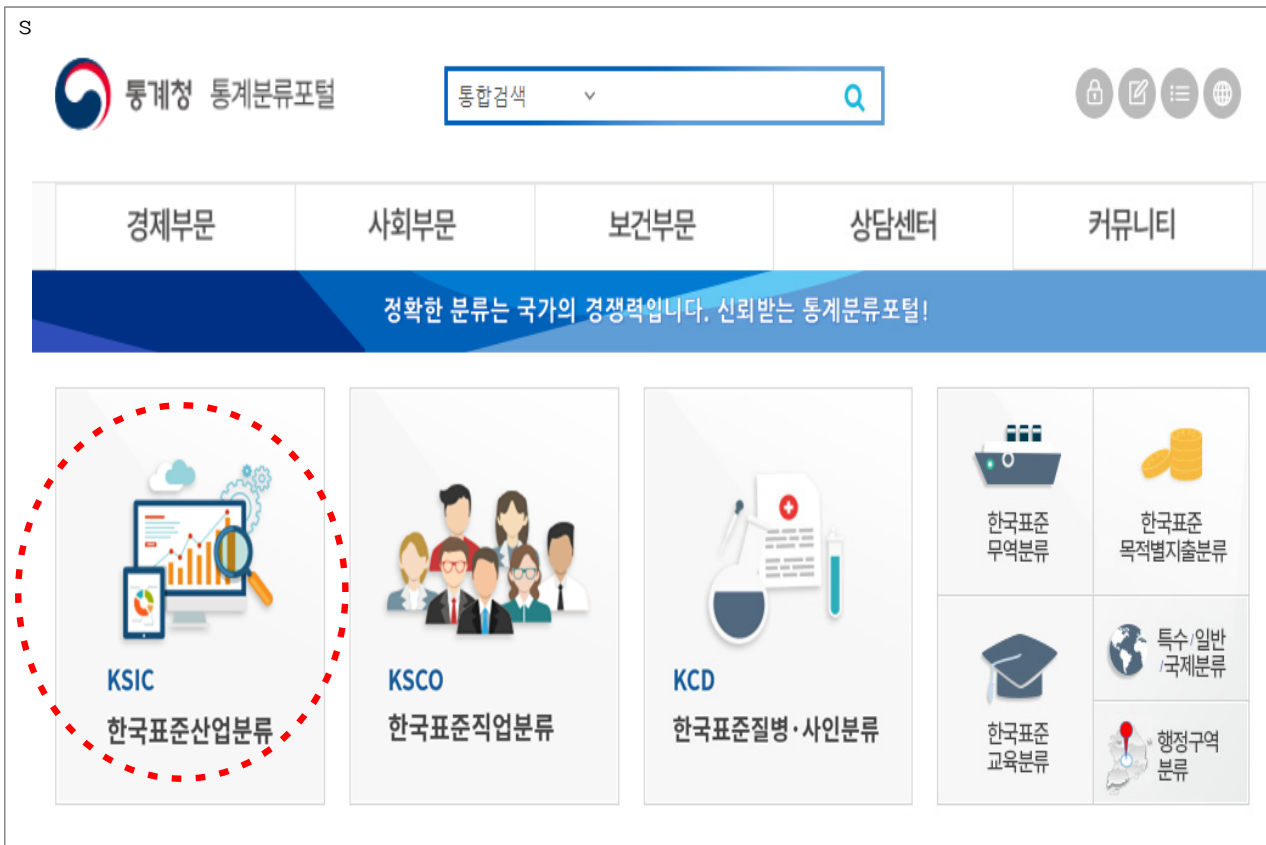 s
통계청 통계분류포털
통합검색
경제부문 사회부문 보건부문 상담센터 커뮤니티
정확한 분류는 국가의 경쟁력입니다. 신뢰받는 통계분류포털!
KSIC
한국표준산업분류
KSCO
한국표준직업분류
KCD
한국표준질병·사인분류
한국표준
무역분류
한국표준
목적별지출분류
한국표준
교육분류
특수/일반
/국제분류
행정구역
분류